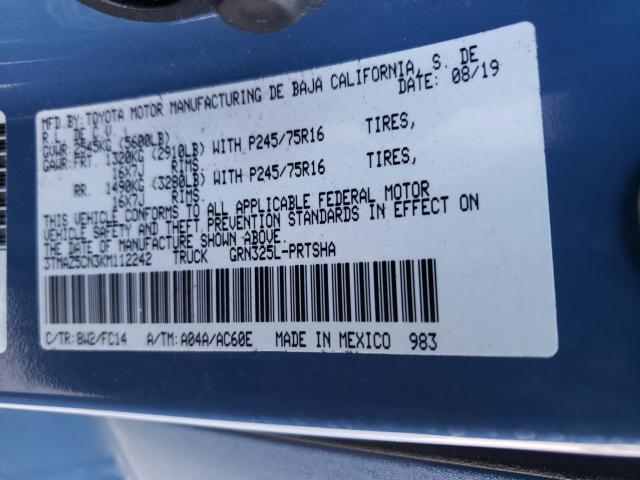 MFD BY: TOYOTA MOTOR MANUFACTURING DE BAJA CALIFORNIA, S. DE
R.L. DE C.V. DATE: 08/19
GVWR: 2545KG (5600LB)
GAWR: FRT. 1320KG (2910LB) WITH P245/75R16 TIRES,
16X7J RIMS
RR. 1490KG (3280LB) WITH P245/75R16 TIRES,
16X7J RIMS
THIS VEHICLE CONFORMS TO ALL APPLICABLE FEDERAL MOTOR
VEHICLE SAFETY AND THEFT PREVENTION STANDARDS IN EFFECT ON
THE DATE OF MANUFACTURE SHOWN ABOVE.
3TMAZ5CN3KM112242 TRUCK GRN325L-PRTSHA
C/TR: 8W2/FC14 A/TM: A04A/AC60E MADE IN MEXICO 983